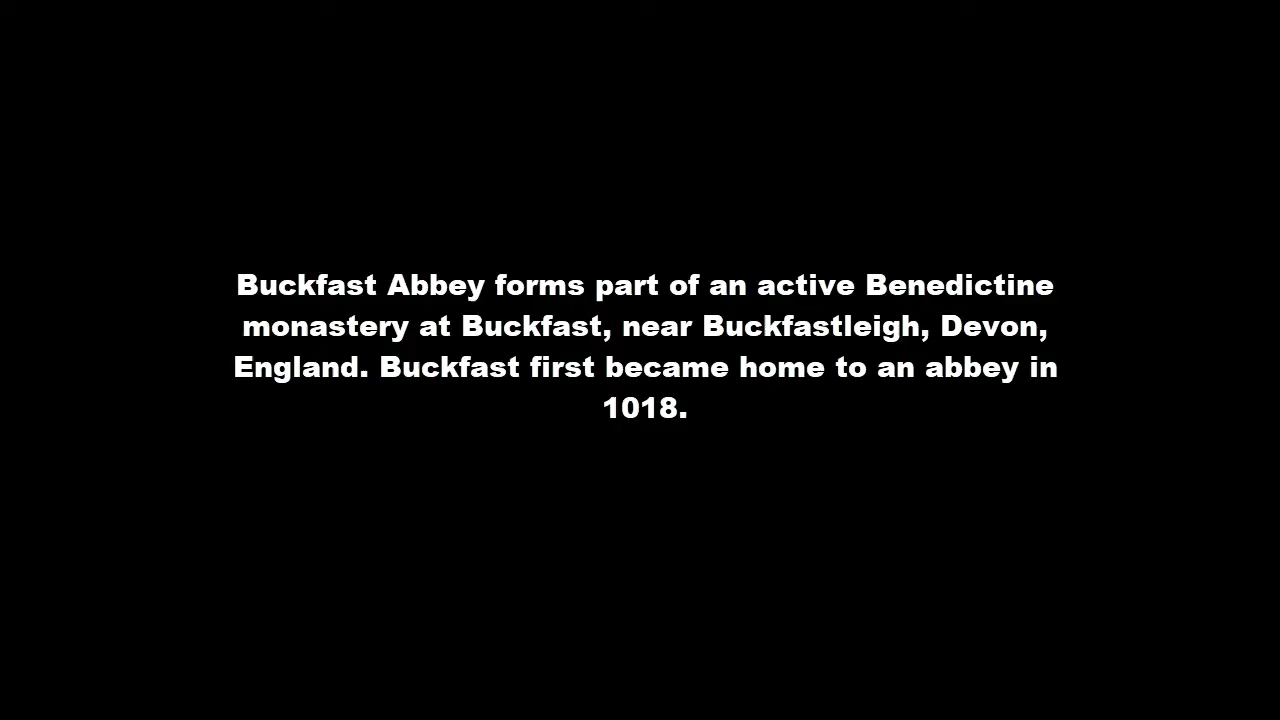 Buckfast Abbey forms part of an active Benedictine
monastery at Buckfast, near Buckfastleigh, Devon,
England. Buckfast first became home to an abbey in
1018.